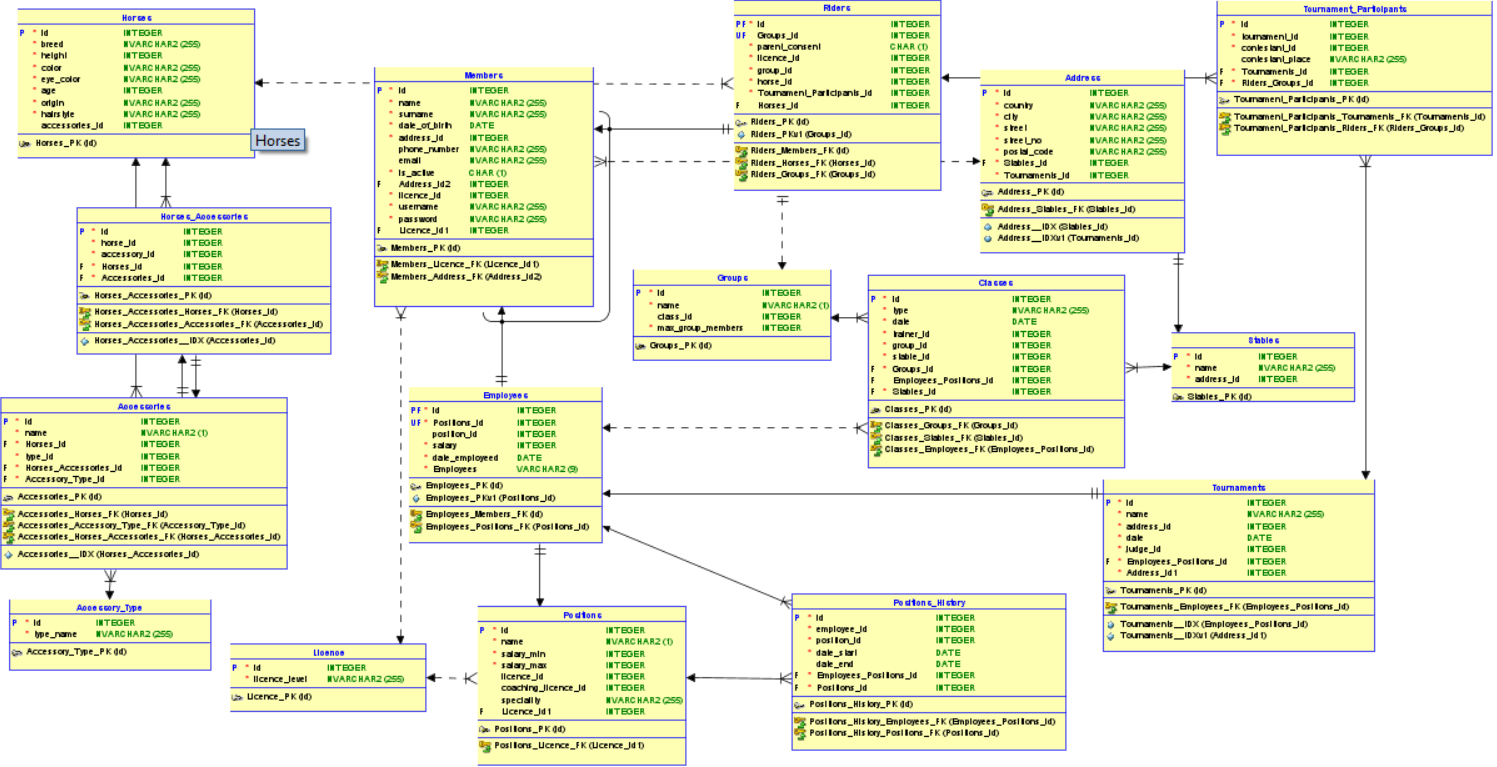 Horses
P * Id INTEGER
* breed NVARCHAR2 (255)
* height INTEGER
* color NVARCHAR2 (255)
* eye_color NVARCHAR2 (255)
* age INTEGER
* origin NVARCHAR2 (255)
* hairstyle NVARCHAR2 (255)
accessories_id INTEGER
Horses_PK (Id)
Horses
Members
P * Id INTEGER
* name NVARCHAR2 (255)
* surname NVARCHAR2 (255)
* date_of_birth DATE
* address_id INTEGER
phone_number NVARCHAR2 (255)
* email NVARCHAR2 (255)
* is_active CHAR (1)
F Address_Id2 INTEGER
* licence_id INTEGER
* username NVARCHAR2 (255)
* password NVARCHAR2 (255)
F Licence_Id1 INTEGER
Members_PK (Id)
Members_Licence_FK (Licence_Id1)
Members_Address_FK (Address_Id2)
Riders
PF * Id INTEGER
UF Groups_Id INTEGER
* parent_consent CHAR (1)
* licence_id INTEGER
* group_id INTEGER
* horse_id INTEGER
* Tournament_Participants_id INTEGER
F Horses_Id INTEGER
Riders_PK (Id)
Riders_PKv1 (Groups_Id)
Riders_Members_FK (Id)
Riders_Horses_FK (Horses_Id)
Riders_Groups_FK (Groups_Id)
Address
P * Id INTEGER
* country NVARCHAR2 (255)
* city NVARCHAR2 (255)
* street NVARCHAR2 (255)
* street_no NVARCHAR2 (255)
* postal_code NVARCHAR2 (255)
F * Stables_Id INTEGER
* Tournaments_Id INTEGER
Address_PK (Id)
Address_Stables_FK (Stables_Id)
Address__IDX (Stables_Id)
Address__IDXv1 (Tournaments_Id)
Tournament_Participants
P * Id INTEGER
* tournament_id INTEGER
* contestant_id INTEGER
contestant_place NVARCHAR2 (255)
F * Tournaments_Id INTEGER
F * Riders_Groups_Id INTEGER
Tournament_Participants_PK (Id)
Tournament_Participants_Tournaments_FK (Tournaments_Id)
Tournament_Participants_Riders_FK (Riders_Groups_Id)
Horses_Accessories
P * Id INTEGER
* horse_id INTEGER
* accessory_id INTEGER
F * Horses_Id INTEGER
F * Accessories_Id INTEGER
Horses_Accessories_PK (Id)
Horses_Accessories_Horses_FK (Horses_Id)
Horses_Accessories_Accessories_FK (Accessories_Id)
Horses_Accessories__IDX (Accessories_Id)
Groups
P * Id INTEGER
* name NVARCHAR2 (1)
class_id INTEGER
* max_group_members INTEGER
Groups_PK (Id)
Classes
P * Id INTEGER
* type NVARCHAR2 (255)
* date DATE
* trainer_id INTEGER
* group_id INTEGER
* stable_id INTEGER
F * Groups_Id INTEGER
F Employees_Positions_Id INTEGER
F * Stables_Id INTEGER
Classes_PK (Id)
Classes_Groups_FK (Groups_Id)
Classes_Stables_FK (Stables_Id)
Classes_Employees_FK (Employees_Positions_Id)
Stables
P * Id INTEGER
* name NVARCHAR2 (255)
* address_id INTEGER
Stables_PK (Id)
Accessories
P * Id INTEGER
* name NVARCHAR2 (1)
F * Horses_Id INTEGER
* type_id INTEGER
F * Horses_Accessories_Id INTEGER
F * Accessory_Type_Id INTEGER
Accessories_PK (Id)
Accessories_Horses_FK (Horses_Id)
Accessories_Accessory_Type_FK (Accessory_Type_Id)
Accessories_Horses_Accessories_FK (Horses_Accessories_Id)
Accessories__IDX (Horses_Accessories_Id)
Employees
PF * Id INTEGER
UF * Positions_Id INTEGER
position_id INTEGER
* salary INTEGER
* date_employeed DATE
* Employees VARCHAR2 (9)
Employees_PK (Id)
Employees_PKv1 (Positions_Id)
Employees_Members_FK (Id)
Employees_Positions_FK (Positions_Id)
Tournaments
P * Id INTEGER
* name NVARCHAR2 (255)
* address_id INTEGER
* date DATE
* judge_id INTEGER
F * Employees_Positions_Id INTEGER
* Address_Id1 INTEGER
Tournaments_PK (Id)
Tournaments_Employees_FK (Employees_Positions_Id)
Tournaments__IDX (Employees_Positions_Id)
Tournaments__IDXv1 (Address_Id1)
Accessory_Type
P * Id INTEGER
* type_name NVARCHAR2 (255)
Accessory_Type_PK (Id)
Licence
P * Id INTEGER
* licence_level NVARCHAR2 (255)
Licence_PK (Id)
Positions
P * Id INTEGER
* name NVARCHAR2 (1)
* salary_min INTEGER
* salary_max INTEGER
licence_id INTEGER
coaching_licence_id INTEGER
speciality NVARCHAR2 (255)
F Licence_Id1 INTEGER
Positions_PK (Id)
Positions_Licence_FK (Licence_Id1)
Positions_History
P * Id INTEGER
* employee_id INTEGER
* position_id INTEGER
* date_start DATE
date_end DATE
F * Employees_Positions_Id INTEGER
F * Positions_Id INTEGER
Positions_History_PK (Id)
Positions_History_Employees_FK (Employees_Positions_Id)
Positions_History_Positions_FK (Positions_Id)